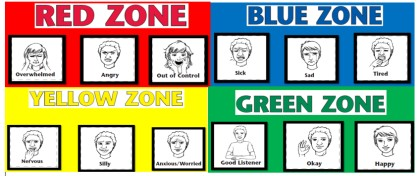 RED ZONE
Overwhelmed
Angry
Out of Control
BLUE ZONE
Sick
Sad
Tired
YELLOW ZONE
Nervous
Silly
Anxious/Worried
GREEN ZONE
Good Listener
Okay
Happy